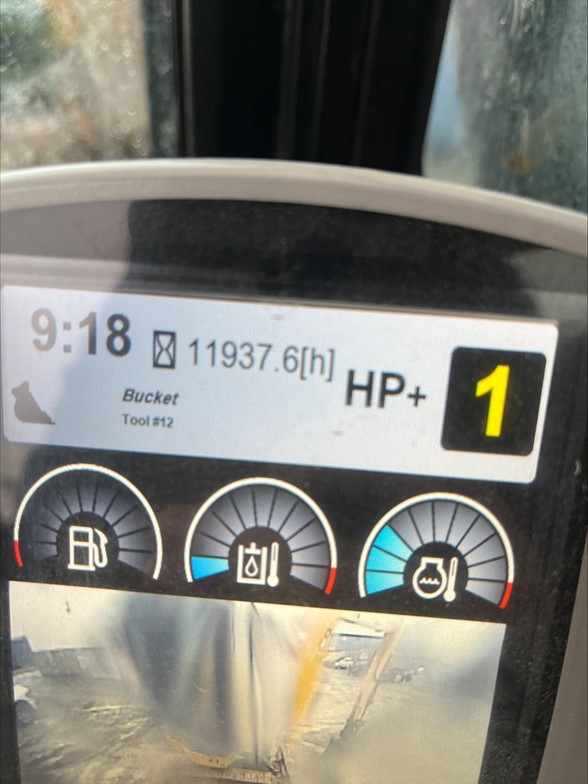 9:18 11937.6[h] HP+ 1
Bucket
Tool #12